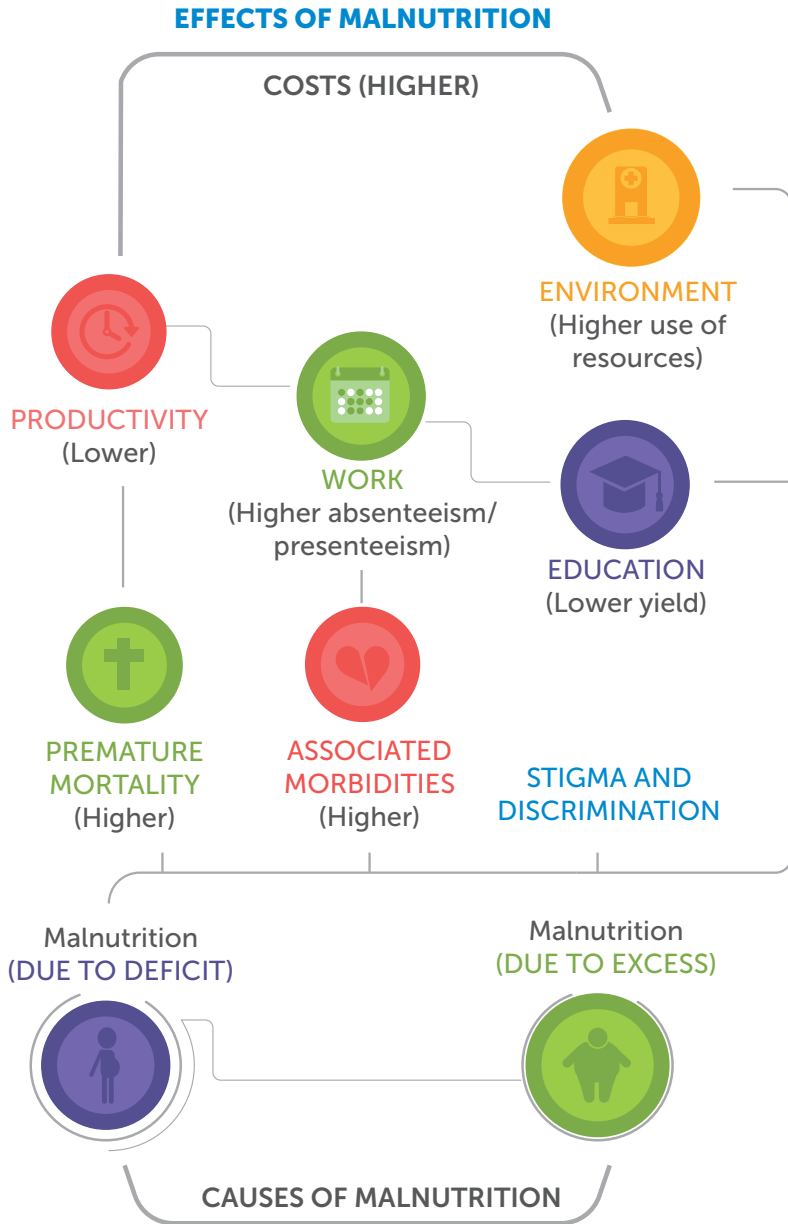 EFFECTS OF MALNUTRITION
COSTS (HIGHER)
ENVIRONMENT
(Higher use of
resources)
PRODUCTIVITY
(Lower)
WORK
(Higher absenteeism/
presenteeism)
EDUCATION
(Lower yield)
PREMATURE
MORTALITY
(Higher)
ASSOCIATED
MORBIDITIES
(Higher)
STIGMA AND
DISCRIMINATION
Malnutrition
(DUE TO DEFICIT)
Malnutrition
(DUE TO EXCESS)
CAUSES OF MALNUTRITION